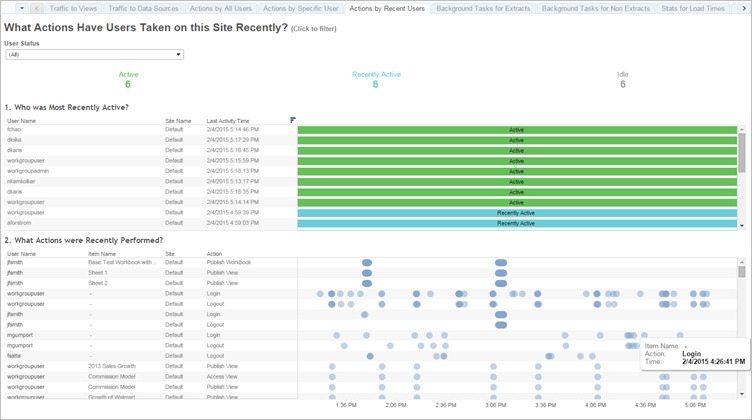 Traffic to Views Traffic to Data Sources Actions by All Users Actions by Specific User Actions by Recent Users Background Tasks for Extracts Background Tasks for Non Extracts Stats for Load Times
What Actions Have Users Taken on this Site Recently? (Click to filter)
User Status
(All)
Active Recently Active Idle
6 6 6
1. Who was Most Recently Active?
User Name Site Name Last Activity Time
fchao Default 2/4/2015 5:14:46 PM Active
Default 2/4/2015 5:17:29 PM Active
dkaris Default 2/4/2015 5:16:45 PM Active
workgroupuser Default 2/4/2015 5:15:59 PM Active
workgroupadmin Default 2/4/2015 5:18:13 PM Active
nkamkolkar Default 2/4/2015 5:13:17 PM Active
dkaris Default 2/4/2015 5:16:35 PM Active
workgroupuser Default 2/4/2015 5:14:14 PM Active
workgroupuser Default 2/4/2015 4:59:39 PM Recently Active
aforstrom Default 2/4/2015 4:59:03 PM Recently Active
2. What Actions were Recently Performed?
User Name Item Name Site Action
jfsmith Basic Test Workbook with ... Default Publish Workbook
jfsmith Sheet 1 Default Publish View
jfsmith Sheet 2 Default Publish View
workgroupuser - Default Login
workgroupuser - Default Logout
jfsmith - Default Login
jfsmith - Default Logout
mgumport - Default Login
mgumport - Default Logout
fsatta - Default Login
workgroupuser 2013 Sales Growth Default Publish View
workgroupuser Commission Model Default Access View
workgroupuser Commission Model Default Publish View
workgroupuser Growth of Walmart Default Publish View
Item Name: -
Action: Login
Time: 2/4/2015 4:26:41 PM
1:36 PM 2:06 PM 2:36 PM 3:06 PM 3:36 PM 4:06 PM 4:36 PM 5:06 PM